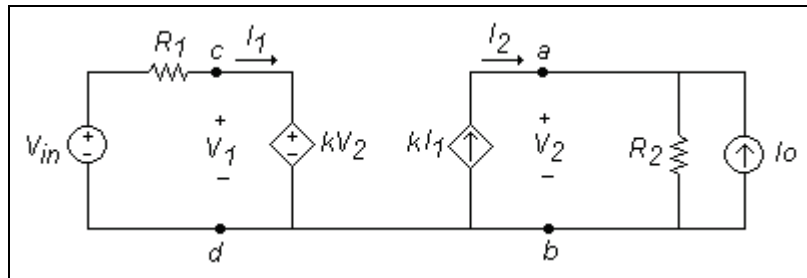 R1
c
I1
I2
a
Vin
+
-
+
V1
-
+
-
kV2
kI1
+
V2
-
R2
Io
d
b